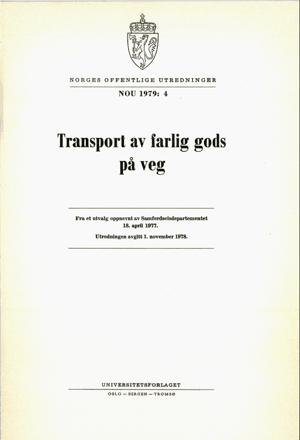 NORGES OFFENTLIGE UTREDNINGER
NOU 1979: 4
Transport av farlig gods
på veg
Fra et utvalg oppnevnt av Samferdselsdepartementet
18. april 1977.
Utredningen avgitt 1. november 1978.
UNIVERSITETSFORLAGET
OSLO — BERGEN — TROMSØ